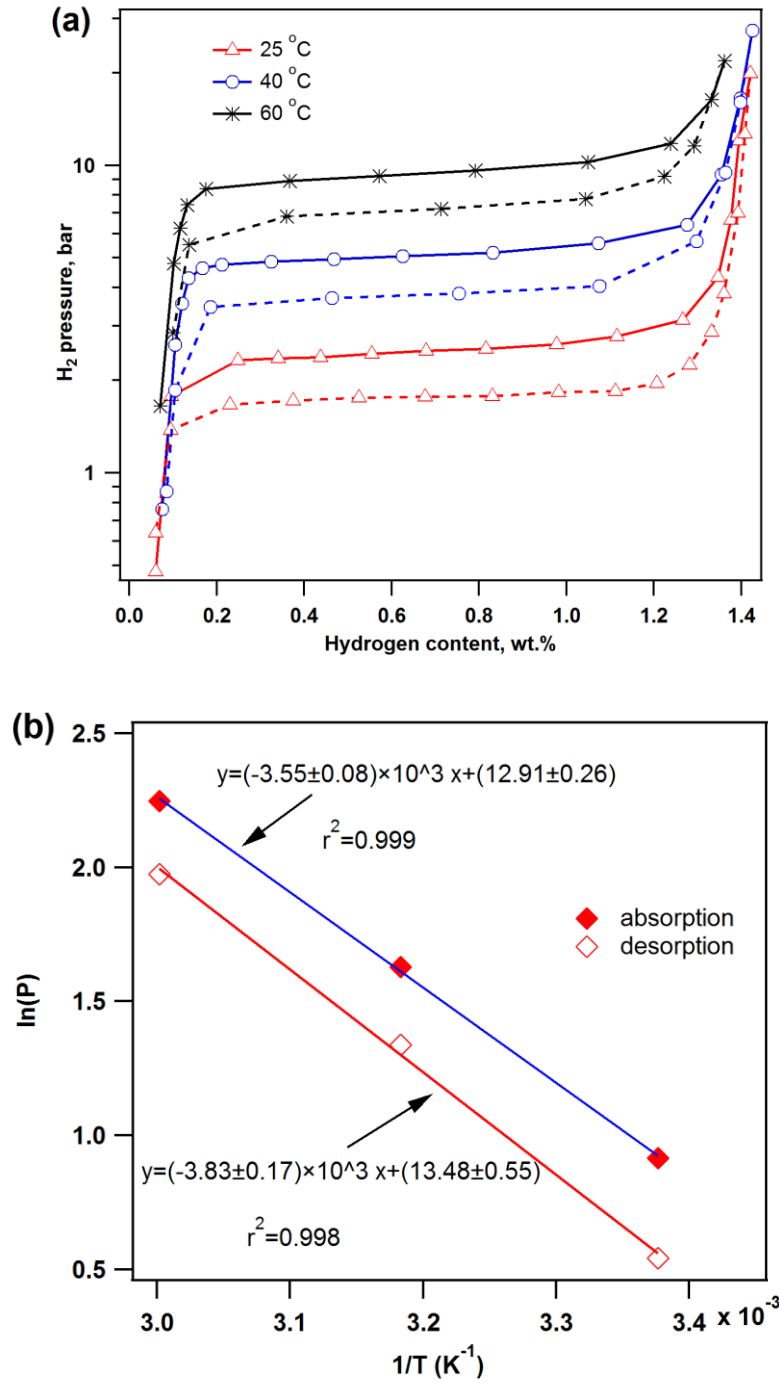 (a)
25 °C
40 °C
60 °C
10
1
H₂ pressure, bar
0.0 0.2 0.4 0.6 0.8 1.0 1.2 1.4
Hydrogen content, wt.%
(b)
2.5
2.0
1.5
1.0
0.5
ln(P)
y=(-3.55±0.08)×10^3 x+(12.91±0.26)
r²=0.999
absorption
desorption
y=(-3.83±0.17)×10^3 x+(13.48±0.55)
r²=0.998
3.0 3.1 3.2 3.3 3.4 x 10⁻³
1/T (K⁻¹)